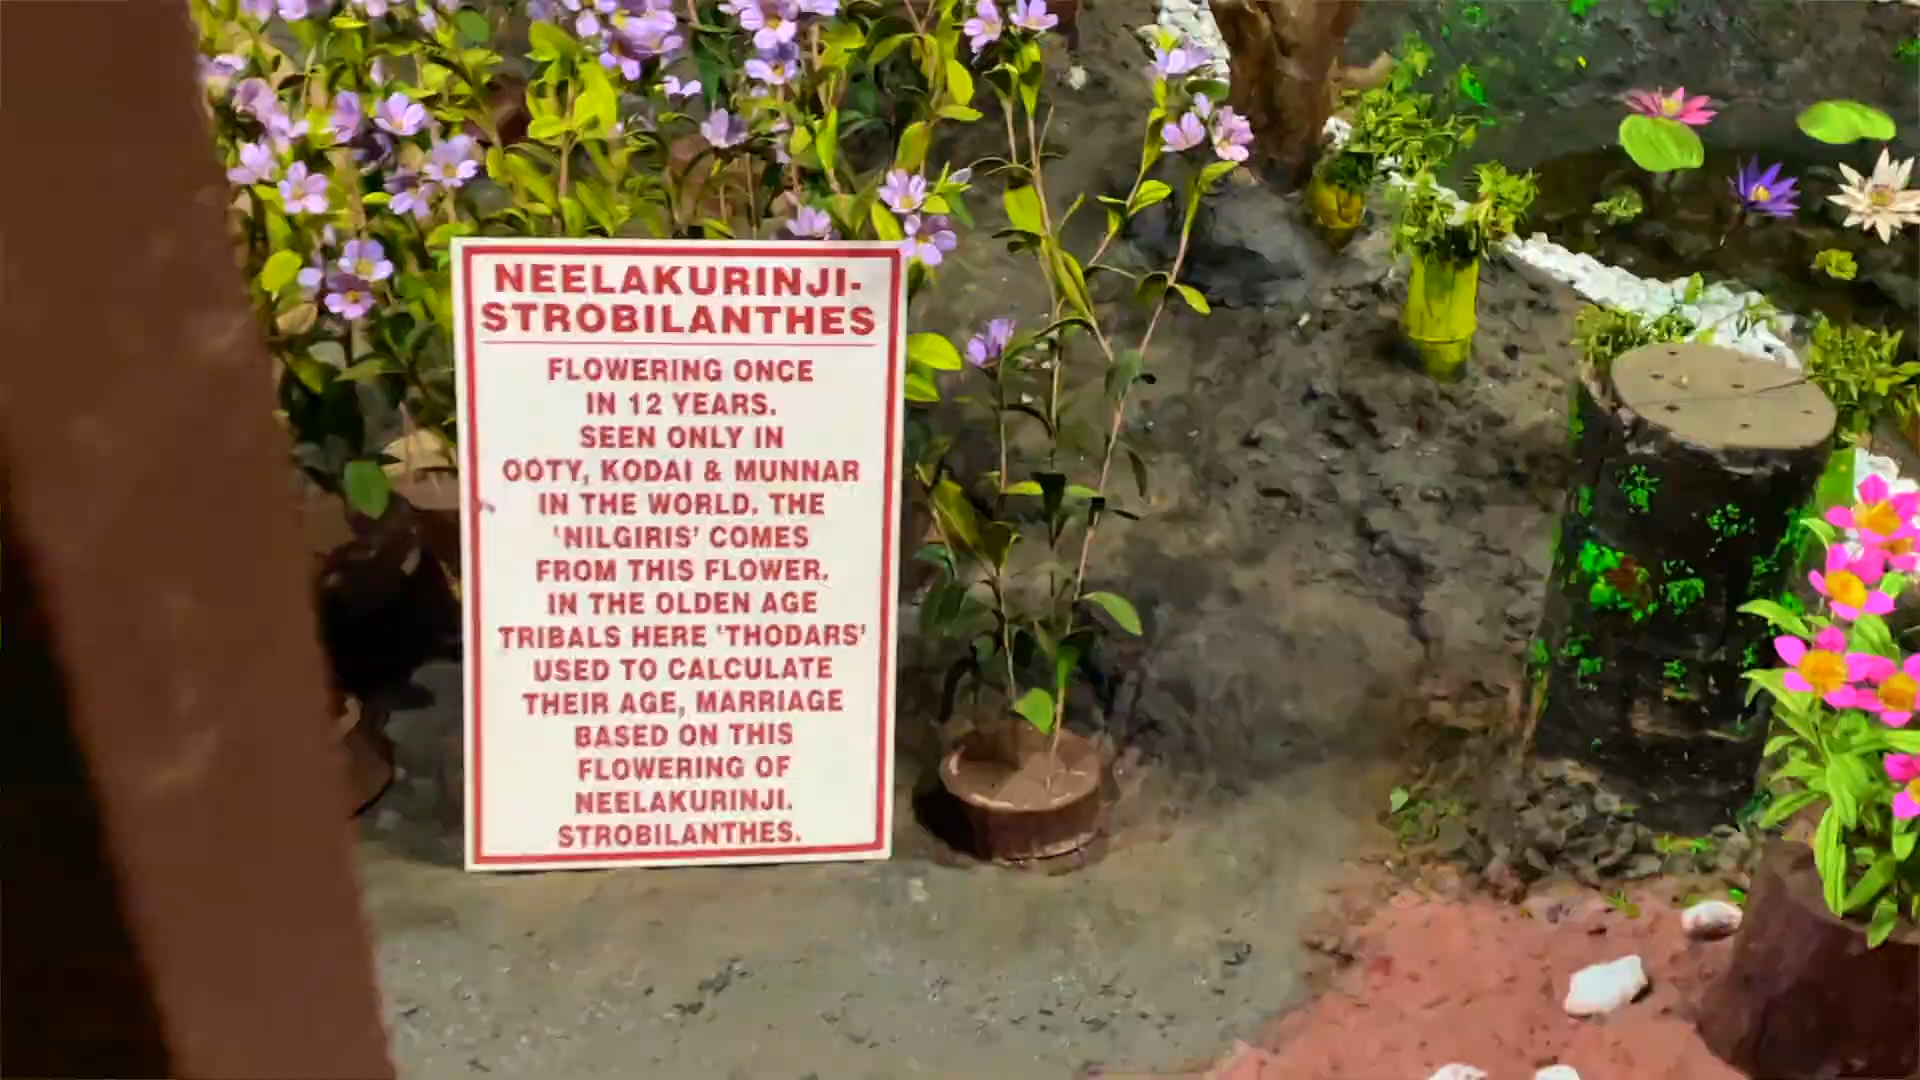 NEELAKURINJI-
STROBILANTHES
FLOWERING ONCE
IN 12 YEARS.
SEEN ONLY IN
OOTY, KODAI & MUNNAR
IN THE WORLD. THE
'NILGIRIS' COMES
FROM THIS FLOWER.
IN THE OLDEN AGE
TRIBALS HERE 'THODARS'
USED TO CALCULATE
THEIR AGE, MARRIAGE
BASED ON THIS
FLOWERING OF
NEELAKURINJI.
STROBILANTHES.